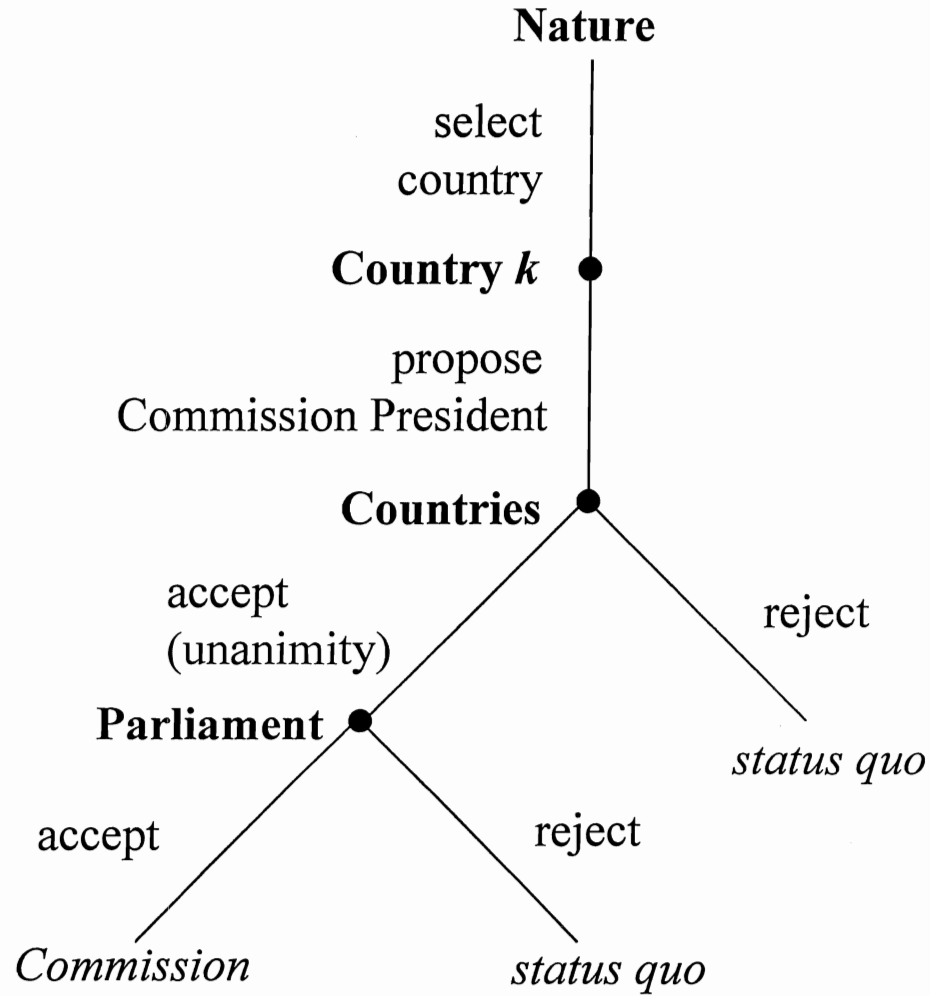 Nature
select
country
Country k
propose
Commission President
Countries
accept
(unanimity)
reject
Parliament
status quo
accept
reject
Commission
status quo